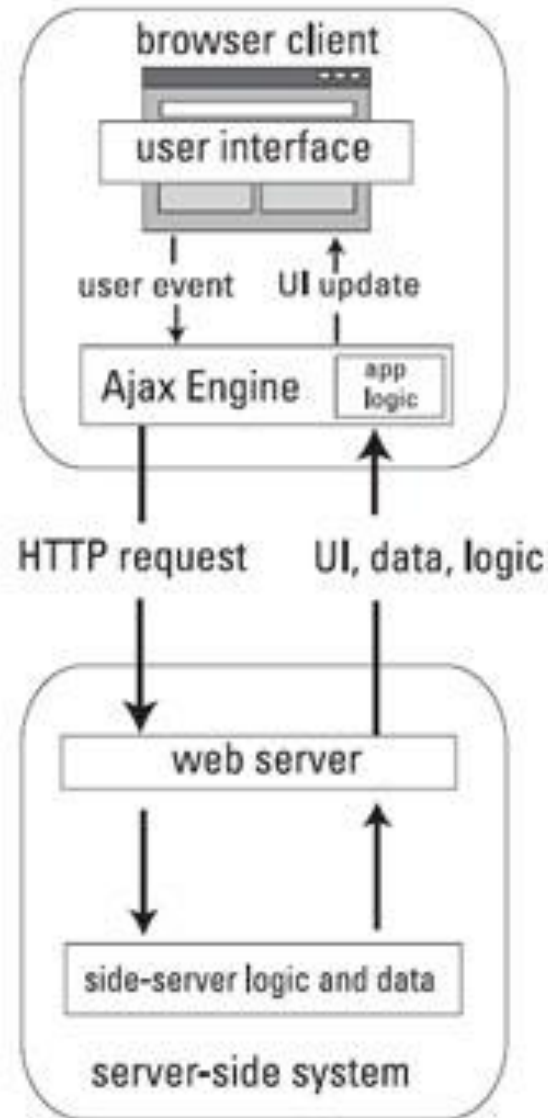 browser client
user interface
user event UI update
Ajax Engine
app
logic
HTTP request UI, data, logic
web server
side-server logic and data
server-side system